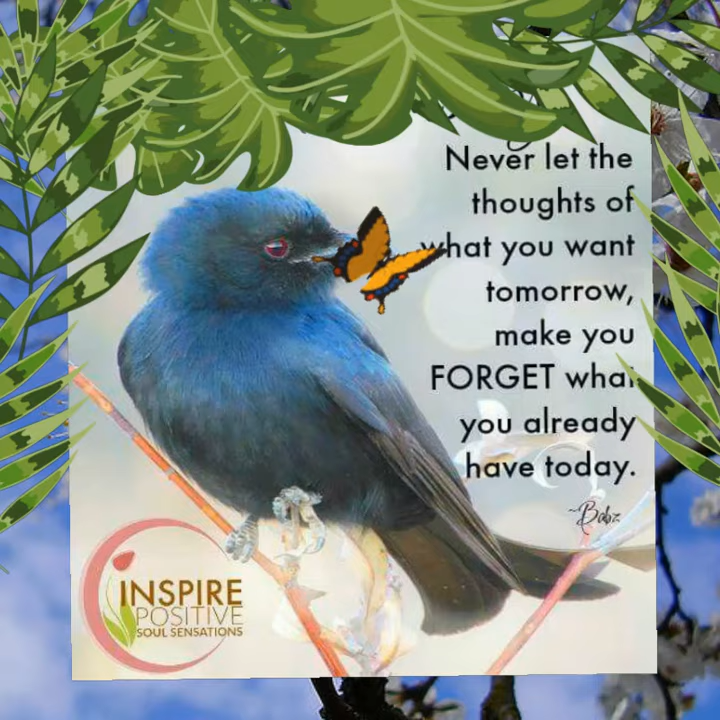 Never let the
thoughts of
what you want
tomorrow,
make you
FORGET what
you already
have today.
~Babz
INSPIRE
POSITIVE
SOUL SENSATIONS